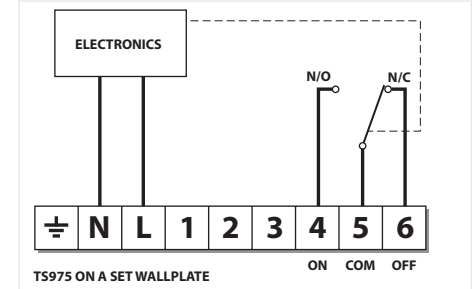 ELECTRONICS
N/O N/C
N L 1 2 3 4 5 6
ON COM OFF
TS975 ON A SET WALLPLATE